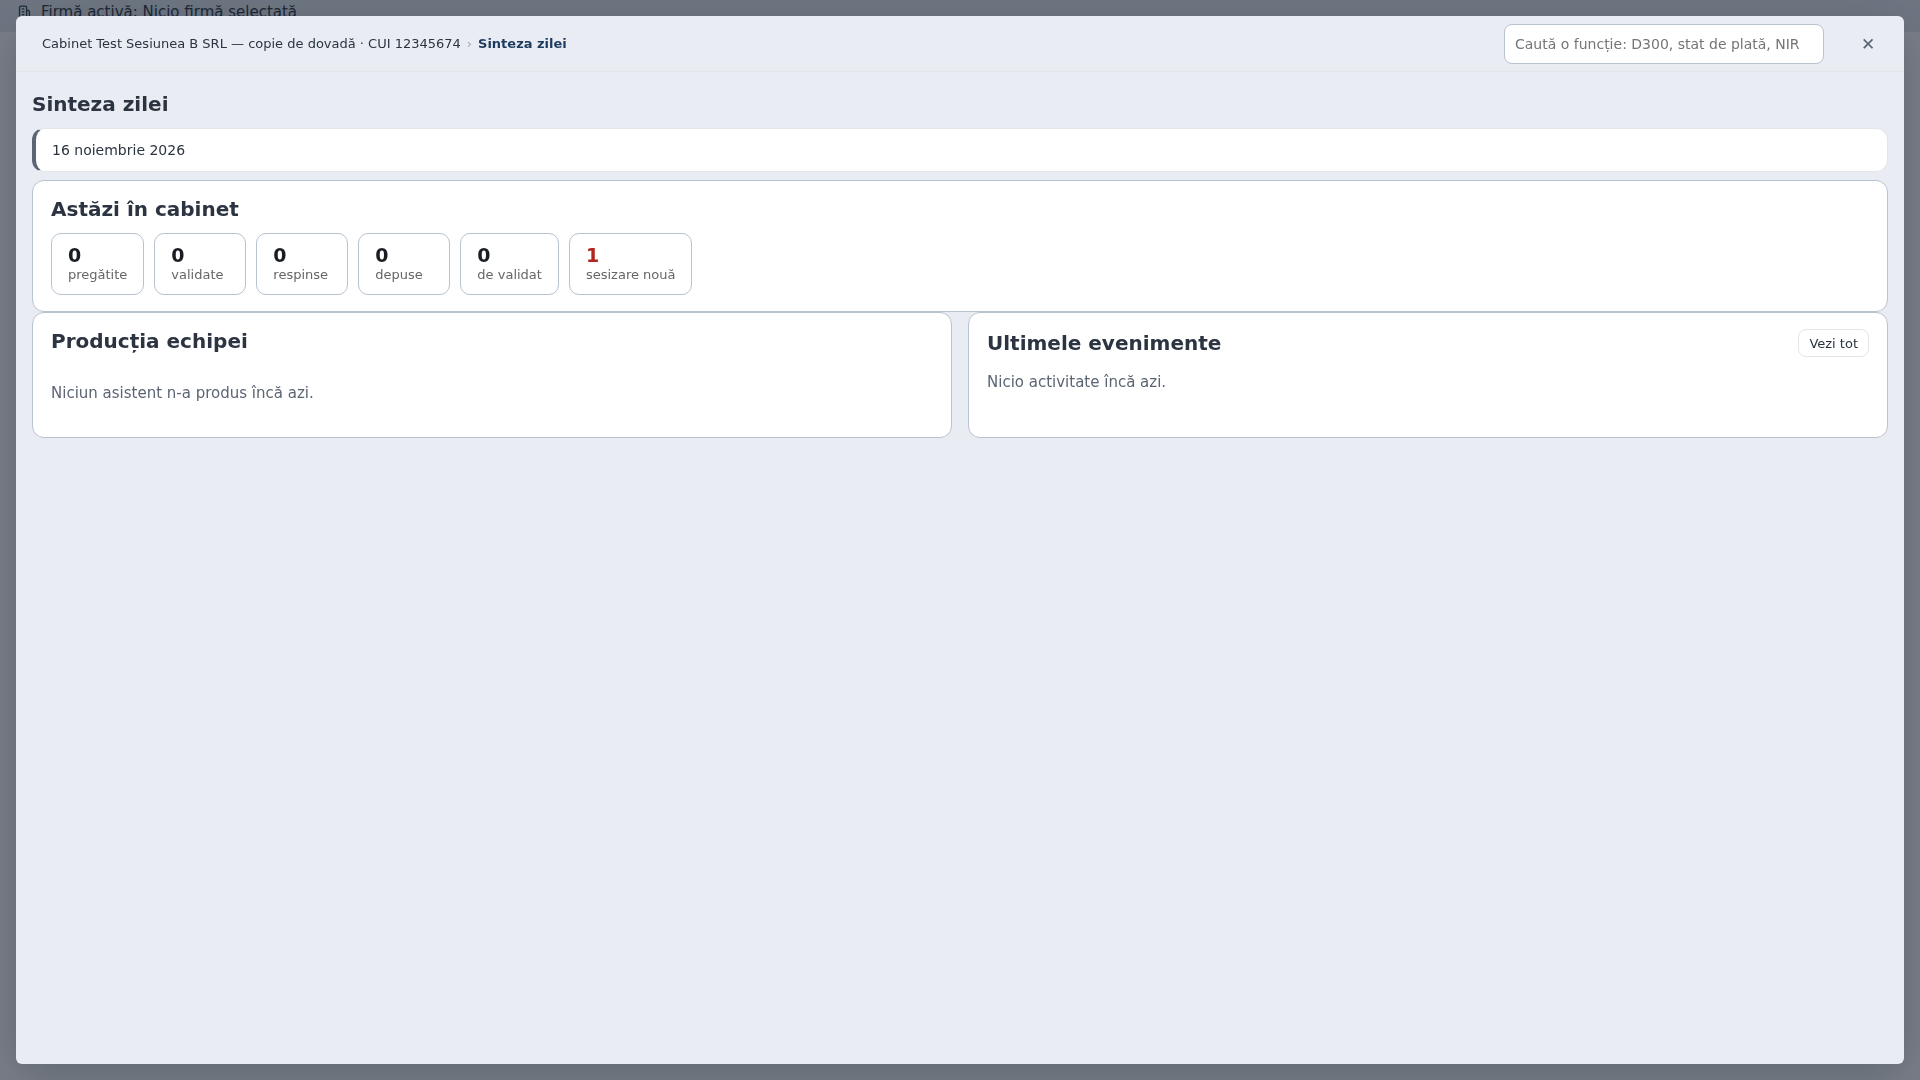 Firmă activă: Nicio firmă selectată
Cabinet Test Sesiunea B SRL — copie de dovadă · CUI 12345674 › Sinteza zilei
Caută o funcție: D300, stat de plată, NIR
✕
Sinteza zilei
16 noiembrie 2026
Astăzi în cabinet
0
pregătite
0
validate
0
respinse
0
depuse
0
de validat
1
sesizare nouă
Producția echipei
Niciun asistent n-a produs încă azi.
Ultimele evenimente
Vezi tot
Nicio activitate încă azi.